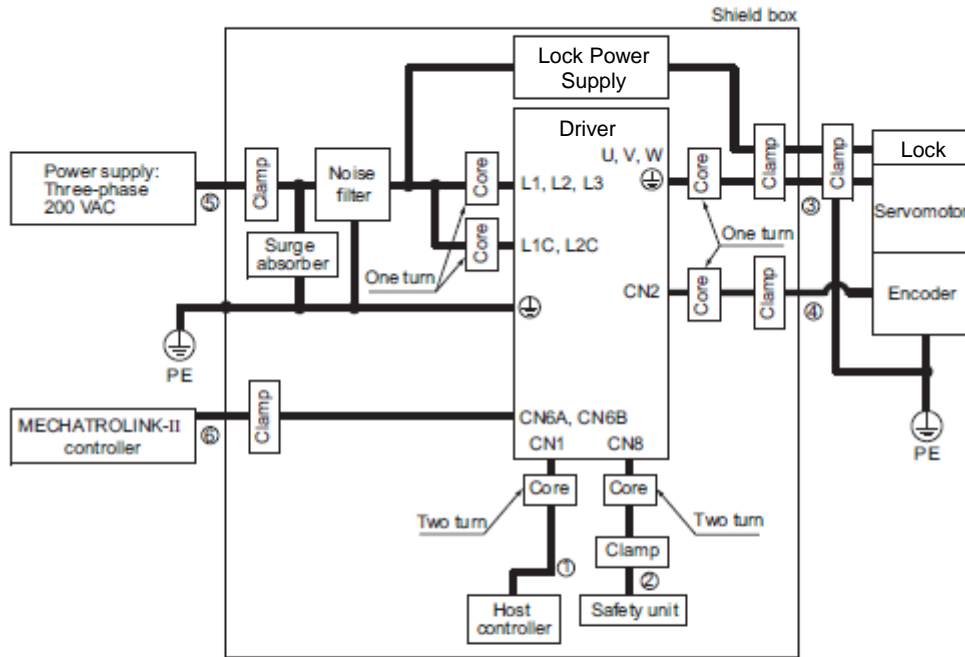 Shield box
Lock Power
Supply
Driver
U, V, W
Lock
Power supply:
Three-phase
200 VAC
⑤
Clamp
Noise
filter
Core
L1, L2, L3
Core
Clamp
Clamp
③
Servomotor
Surge
absorber
One turn
Core
L1C, L2C
One turn
CN2
Core
Clamp
④
Encoder
PE
MECHATROLINK-II
controller
⑥
Clamp
CN6A, CN6B
CN1
CN8
PE
Core
Core
Two turn
Two turn
Clamp
①
②
Host
controller
Safety unit